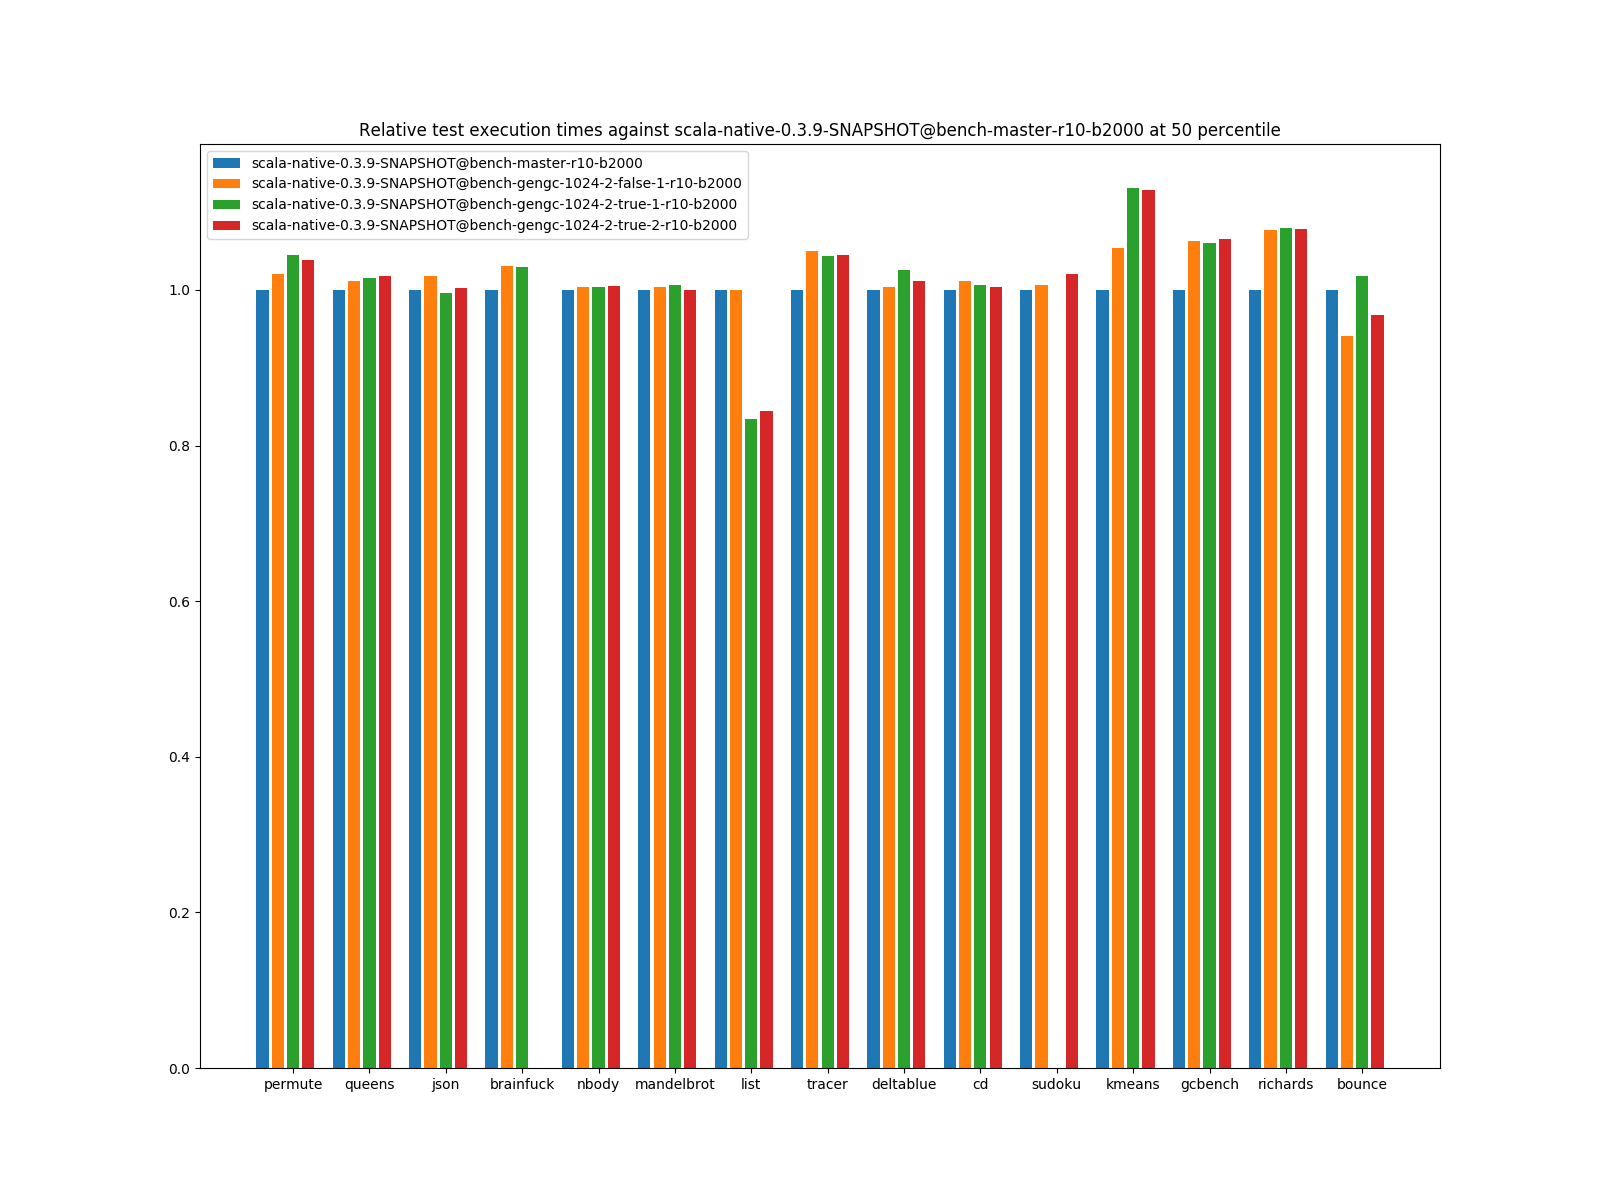 Relative test execution times against scala-native-0.3.9-SNAPSHOT@bench-master-r10-b2000 at 50 percentile
scala-native-0.3.9-SNAPSHOT@bench-master-r10-b2000
scala-native-0.3.9-SNAPSHOT@bench-gengc-1024-2-false-1-r10-b2000
scala-native-0.3.9-SNAPSHOT@bench-gengc-1024-2-true-1-r10-b2000
scala-native-0.3.9-SNAPSHOT@bench-gengc-1024-2-true-2-r10-b2000
1.0
0.8
0.6
0.4
0.2
0.0
permute queens json brainfuck nbody mandelbrot list tracer deltablue cd sudoku kmeans gcbench richards bounce